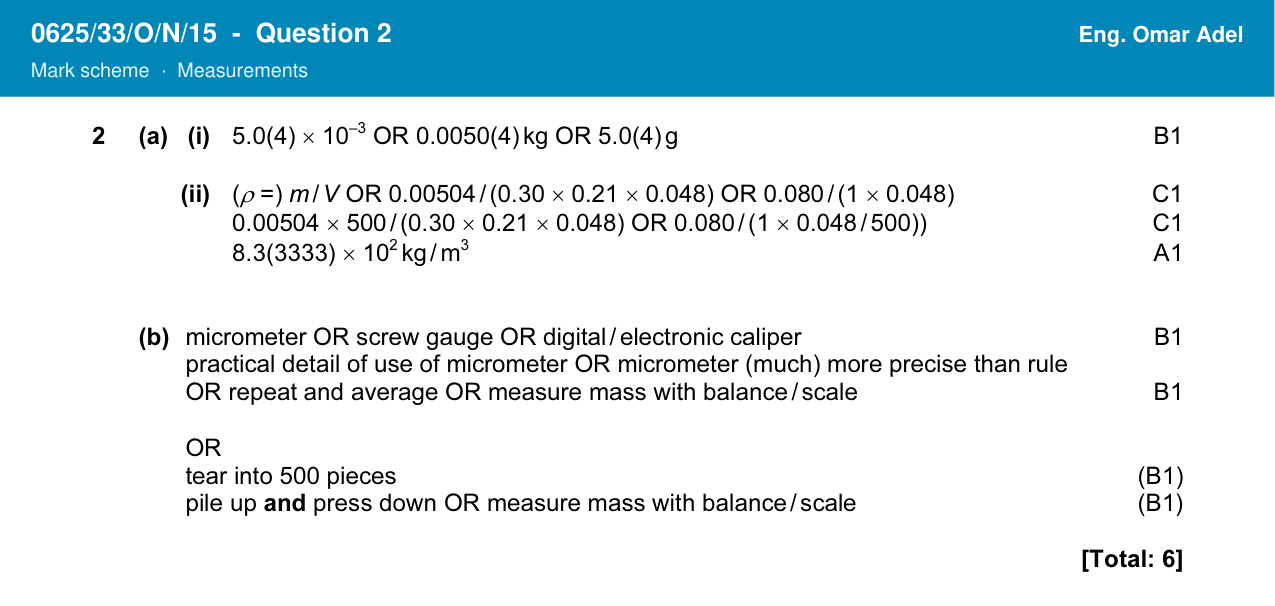 0625/33/O/N/15 - Question 2 Eng. Omar Adel
Mark scheme · Measurements
2 (a) (i) 5.0(4) × 10⁻³ OR 0.0050(4) kg OR 5.0(4) g B1
(ii) (ρ =) m / V OR 0.00504 / (0.30 × 0.21 × 0.048) OR 0.080 / (1 × 0.048) C1
0.00504 × 500 / (0.30 × 0.21 × 0.048) OR 0.080 / (1 × 0.048 / 500)) C1
8.3(3333) × 10² kg / m³ A1
(b) micrometer OR screw gauge OR digital / electronic caliper B1
practical detail of use of micrometer OR micrometer (much) more precise than rule
OR repeat and average OR measure mass with balance / scale B1
OR
tear into 500 pieces (B1)
pile up and press down OR measure mass with balance / scale (B1)
[Total: 6]